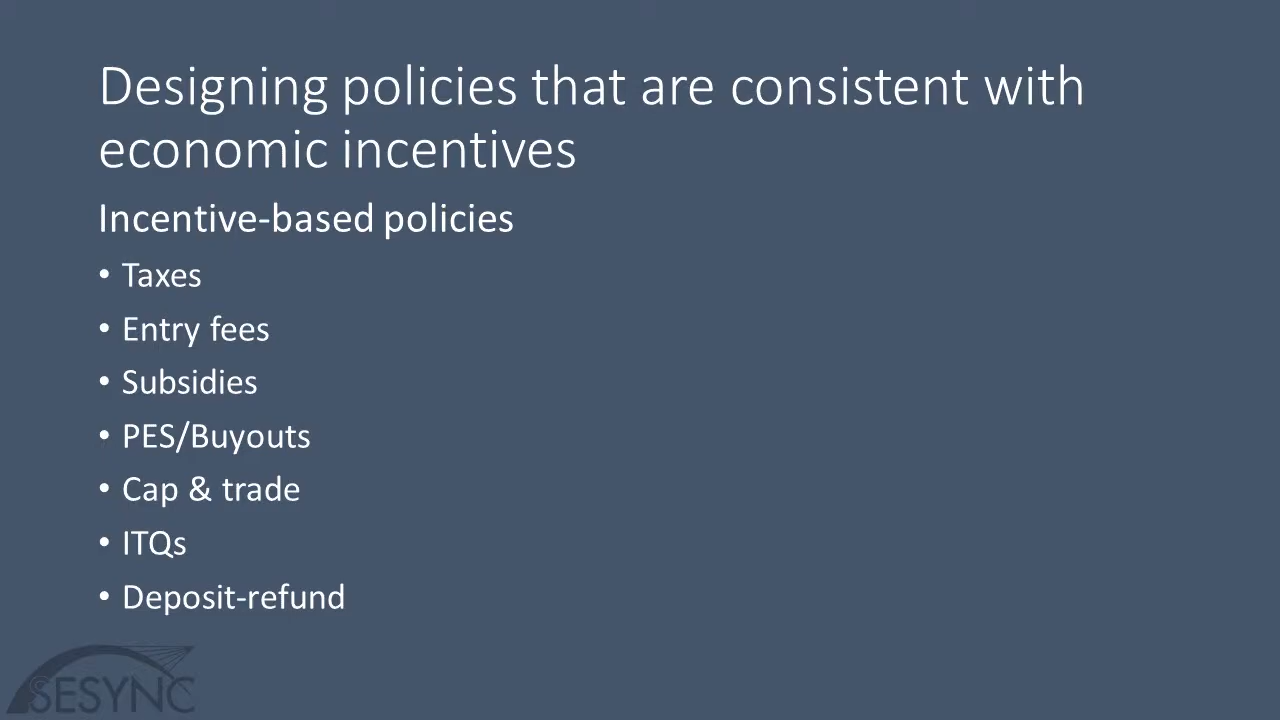 Designing policies that are consistent with
economic incentives
Incentive-based policies
• Taxes
• Entry fees
• Subsidies
• PES/Buyouts
• Cap & trade
• ITQs
• Deposit-refund
SESYNC